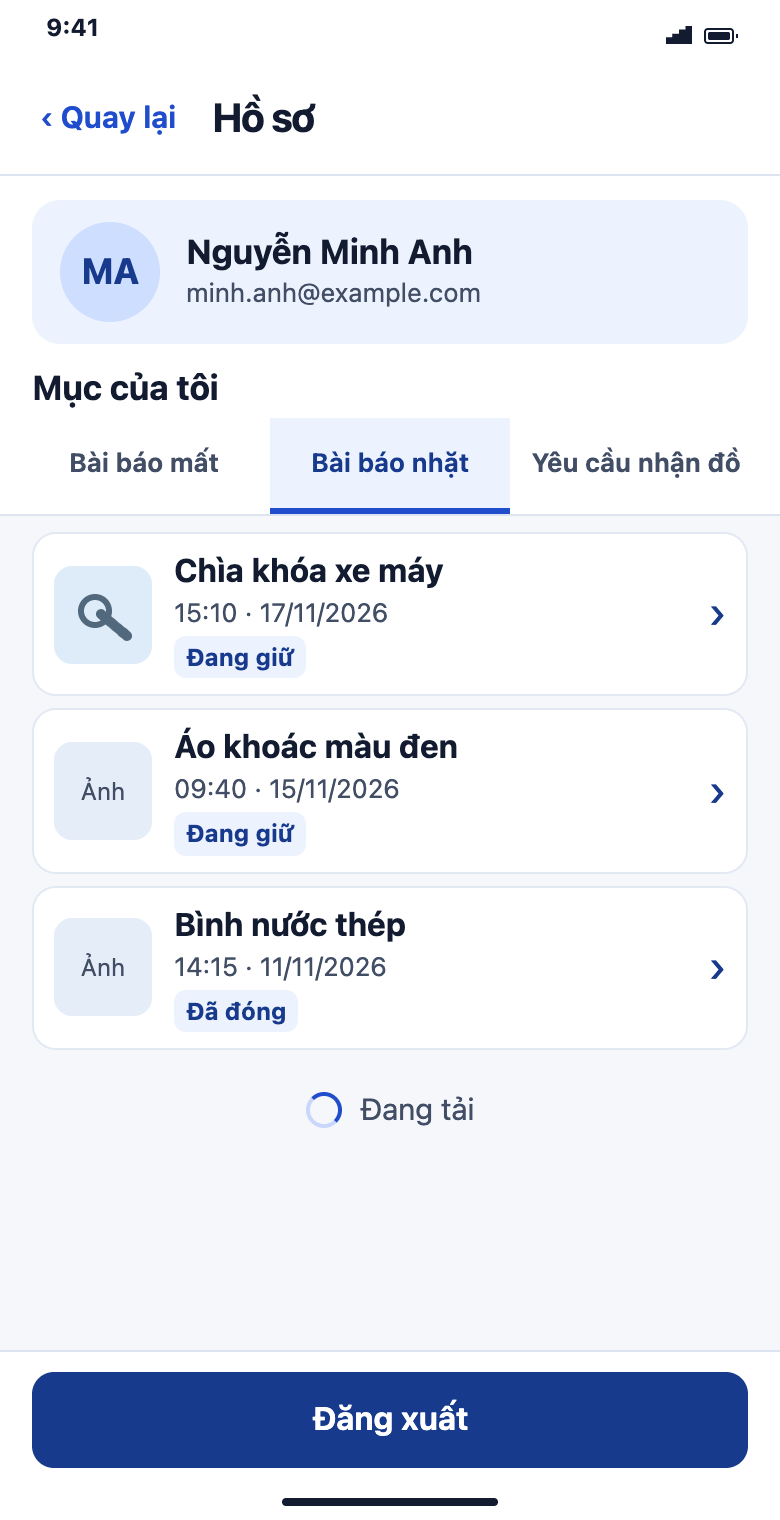 9:41
‹ Quay lại Hồ sơ
MA
Nguyễn Minh Anh
minh.anh@example.com
Mục của tôi
Bài báo mất Bài báo nhặt Yêu cầu nhận đồ
Chìa khóa xe máy
15:10 · 17/11/2026
Đang giữ
Ảnh
Áo khoác màu đen
09:40 · 15/11/2026
Đang giữ
Ảnh
Bình nước thép
14:15 · 11/11/2026
Đã đóng
Đang tải
Đăng xuất